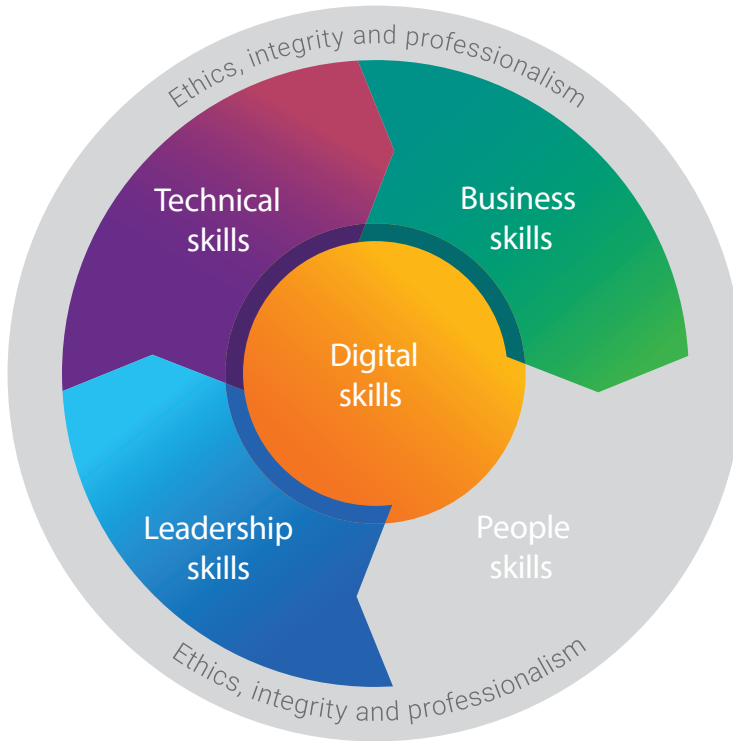 Ethics, integrity and professionalism
Technical
skills
Business
skills
Digital
skills
Leadership
skills
People
skills
Ethics, integrity and professionalism